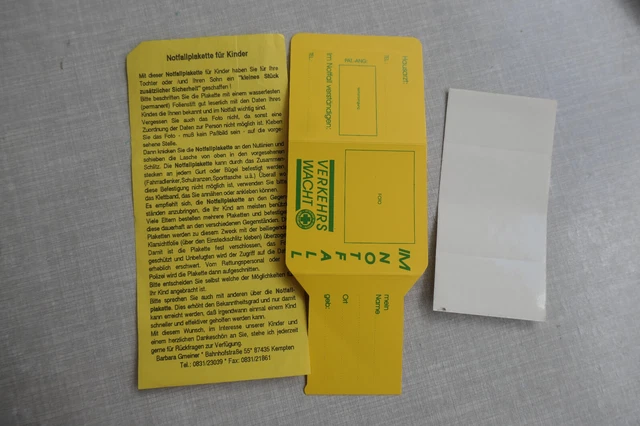 Notfallplakette für Kinder
Mit dieser Notfallplakette für Kinder haben Sie für Ihre
Tochter oder rund Ihren Sohn ein "kleines Stück
zusätzlicher Sicherheit" geschaffen!
Bitte beschriften Sie die Plakette mit einem wasserfesten
(permanent) Folienstift gut leserlich mit den Daten Ihres
Kindes die Ihnen bekannt und im Notfall wichtig sind.
Vergessen Sie auch das Foto nicht, da sonst eine
Zuordnung der Daten zur Person nicht möglich ist. Kleben
Sie das Foto - muß kein Paßbild sein - auf die vorge-
sehene Stelle.
Dann knicken Sie die Notfallplakette an den Nutlinien und
schieben die Lasche von oben in den vorgesehenen
Schlitz. Die Notfallplakette kann durch das Zusammen-
stecken an jedem Gurt oder Bügel befestigt werden
(Fahrradlenker, Schulranzen, Sporttasche u.ä.). Überall wo
diese Befestigung nicht möglich ist, verwenden Sie bitte
das Klettband, das Sie annähen oder ankleben können.
Es empfiehlt sich, die Notfallplakette an den Gegen-
ständen anzubringen, die Ihr Kind am meisten benützt.
Viele Eltern bestellen mehrere Plaketten und befestigen
diese dauerhaft an den verschiedenen Gegenständen. Die
Plaketten werden zu diesem Zweck mit der beiliegenden
Klarsichtfolie (über den Einsteckschlitz kleben) überzogen.
Damit ist die Plakette fest verschlossen, das Foto
geschützt und Unbefugten wird der Zugriff auf die Daten
erheblich erschwert. Vom Rettungspersonal oder der
Polizei wird die Plakette dann aufgeschnitten.
Bitte entscheiden Sie selbst welche der Möglichkeiten für
Ihr Kind angebracht ist.
Bitte sprechen Sie auch mit anderen über die Notfall-
plakette. Dies erhöht den Bekanntheitsgrad und nur damit
kann erreicht werden, daß irgendwann einmal einem Kind
schneller und effektiver geholfen werden kann.
Mit diesem Wunsch, im Interesse unserer Kinder und
einem herzlichen Dankeschön an Sie, stehe ich jederzeit
gerne für Rückfragen zur Verfügung.
Barbara Gmeiner * Bahnhofstraße 55* 87435 Kempten
Tel.: 0831/23039 * Fax: 0831/21861
Hausarzt:
Tel.
Im Notfall verständigen:
Tel.
VERKEHRS
WACHT
FOTO
IM
NOTFALL
mein
Name:
Ort
geb: